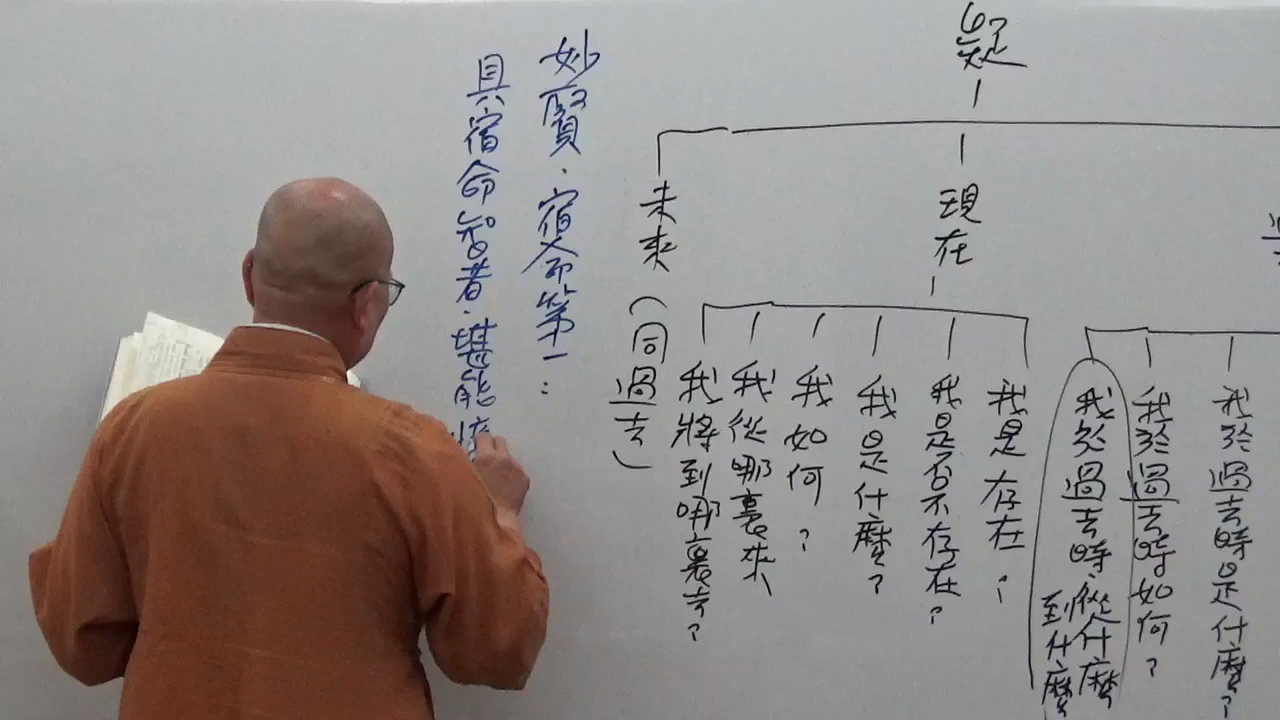 疑
現在
未來（同過去）
我於過去時是什麼？
我於過去時如何？
我於過去時．從什麼
到什麼
我是存在？
我是否不存在？
我是什麼？
我如何？
我從哪裏來
我將到哪裏去？
妙賢．宿命第一：
具宿命智者．堪能